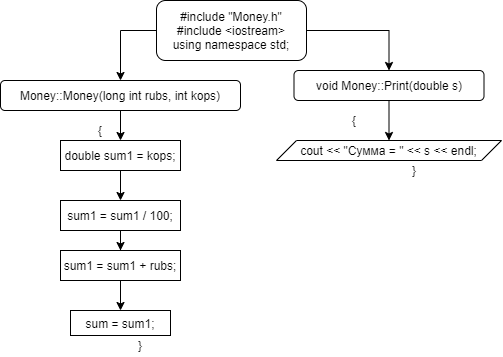 #include "Money.h"
#include <iostream>
using namespace std;
Money::Money(long int rubs, int kops)
{
double sum1 = kops;
sum1 = sum1 / 100;
sum1 = sum1 + rubs;
sum = sum1;
}
void Money::Print(double s)
{
cout << "Сумма = " << s << endl;
}